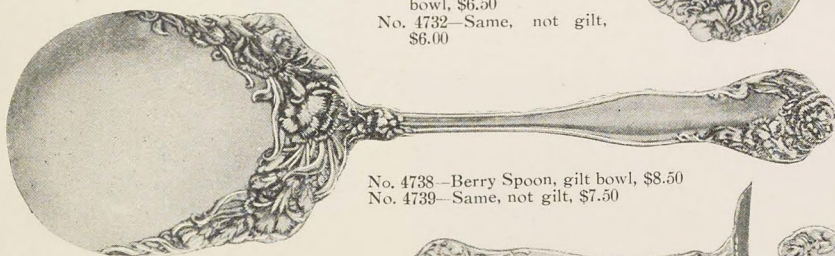 bowl, $6.50
No. 4732—Same, not gilt,
$6.00
No. 4738—Berry Spoon, gilt bowl, $8.50
No. 4739—Same, not gilt, $7.50